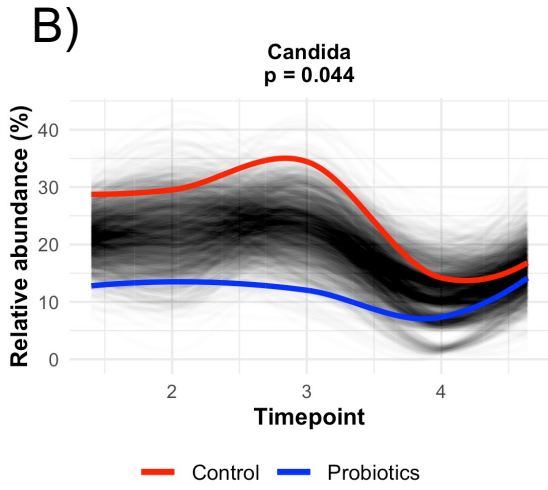 B)
Candida
p = 0.044
Relative abundance (%)
40
30
20
10
0
2 3 4
Timepoint
Control Probiotics